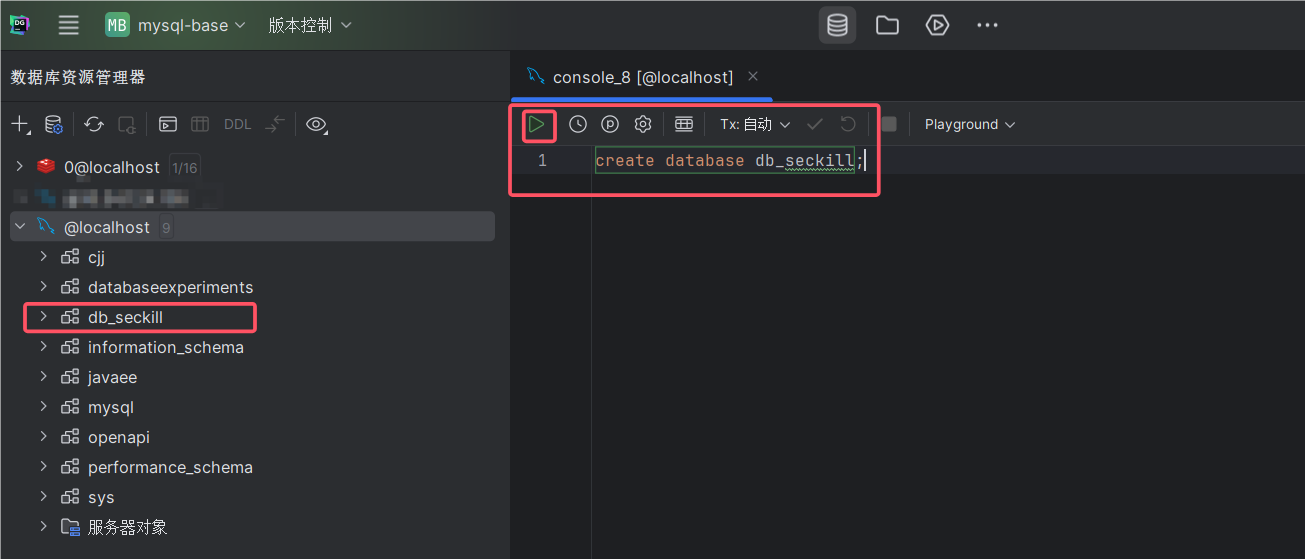 DG
MB mysql-base 版本控制
数据库资源管理器
console_8 [@localhost]
DDL
Tx: 自动
Playground
1 create database db_seckill;
0@localhost 1/16
@localhost 9
cjj
databaseexperiments
db_seckill
information_schema
javaee
mysql
openapi
performance_schema
sys
服务器对象